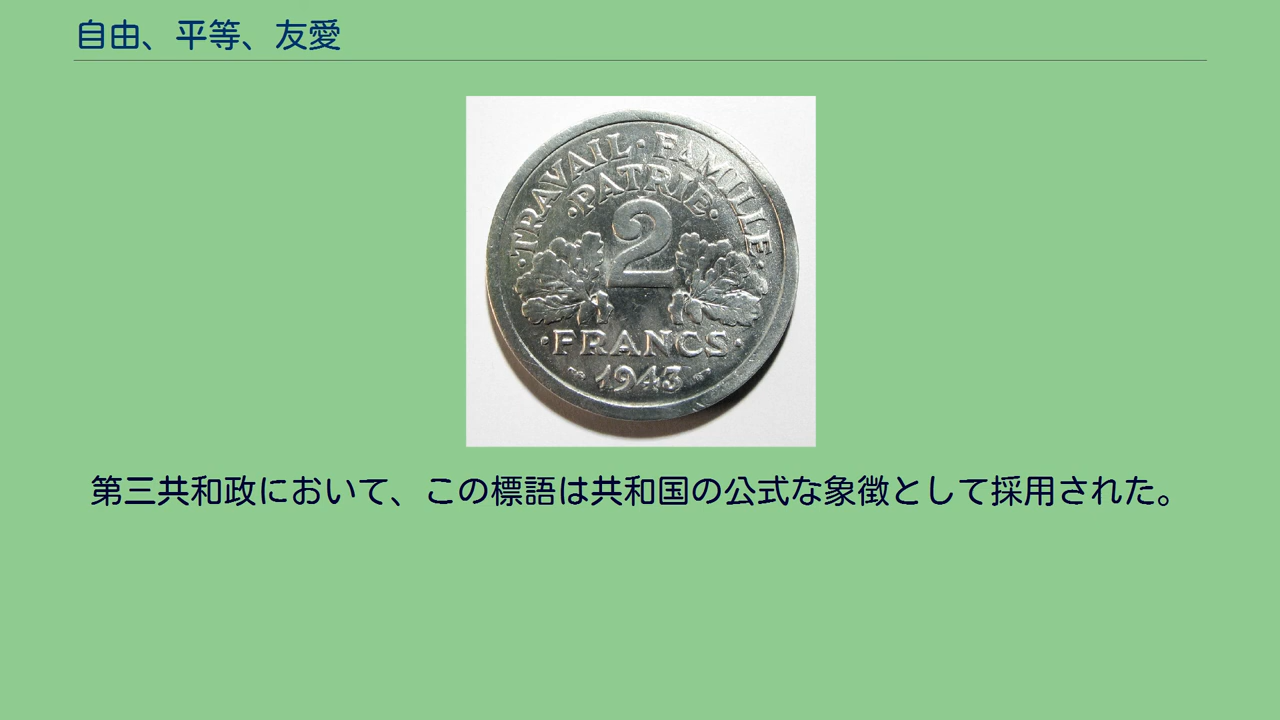 自由、平等、友愛
TRAVAIL · FAMILLE
· PATRIE ·
2
· FRANCS ·
1943
第三共和政において、この標語は共和国の公式な象徴として採用された。